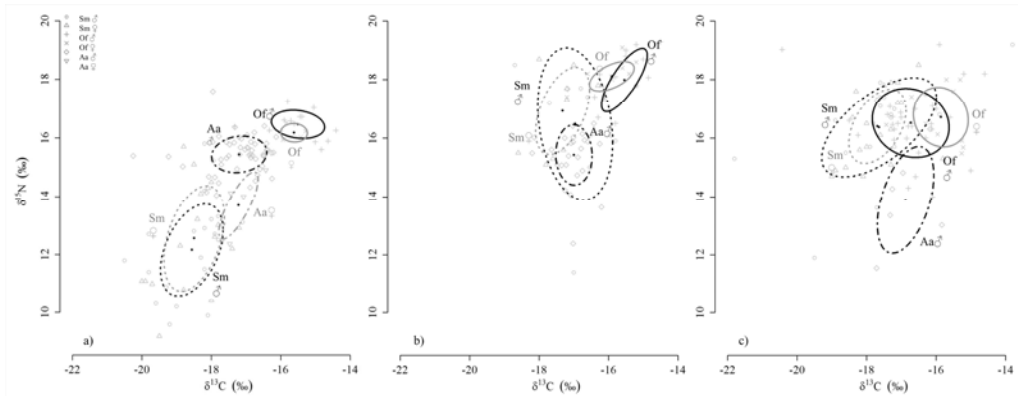 Sm ♂
Sm ♀
Of ♂
Of ♀
Aa ♂
Aa ♀
δ15N (‰)
20
18
16
14
12
10
Of ♂
Of ♀
Aa
Sm ♀
Aa ♀
Sm ♂
a)
-22 -20 -18 -16 -14
δ13C (‰)
20
18
16
14
12
10
Of ♂
Of
Sm ♂
Sm ♀
Aa ♂
b)
-22 -20 -18 -16 -14
δ13C (‰)
20
18
16
14
12
10
Sm ♂
Sm ♀
Of ♀
Of ♂
Aa ♂
c)
-22 -20 -18 -16 -14
δ13C (‰)